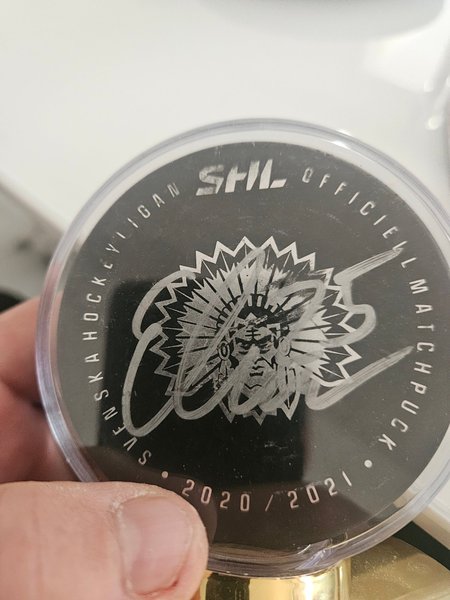 SHL
SVENSKA HOCKEYLIGAN
OFFICIELL MATCHPUCK
• 2020/2021 •